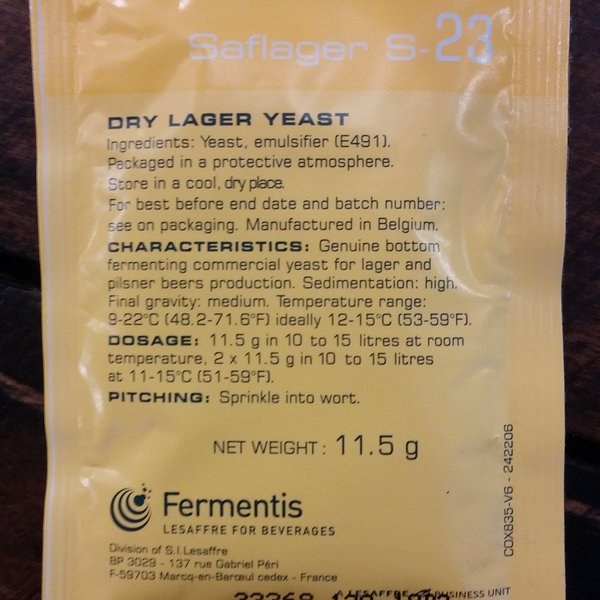 Saflager S-23
DRY LAGER YEAST
Ingredients: Yeast, emulsifier (E491).
Packaged in a protective atmosphere.
Store in a cool, dry place.
For best before end date and batch number:
see on packaging. Manufactured in Belgium.
CHARACTERISTICS: Genuine bottom
fermenting commercial yeast for lager and
pilsner beers production. Sedimentation: high.
Final gravity: medium. Temperature range:
9-22°C (48.2-71.6°F) ideally 12-15°C (53-59°F).
DOSAGE: 11.5 g in 10 to 15 litres at room
temperature, 2 x 11.5 g in 10 to 15 litres
at 11-15°C (51-59°F).
PITCHING: Sprinkle into wort.
NET WEIGHT: 11.5 g
COX835-V6 - 242206
Fermentis
LESAFFRE FOR BEVERAGES
Division of S.I.Lesaffre
BP 3029 - 137 rue Gabriel Péri
F-59703 Marcq-en-Barœul cedex - France
A LESAFFRE BUSINESS UNIT